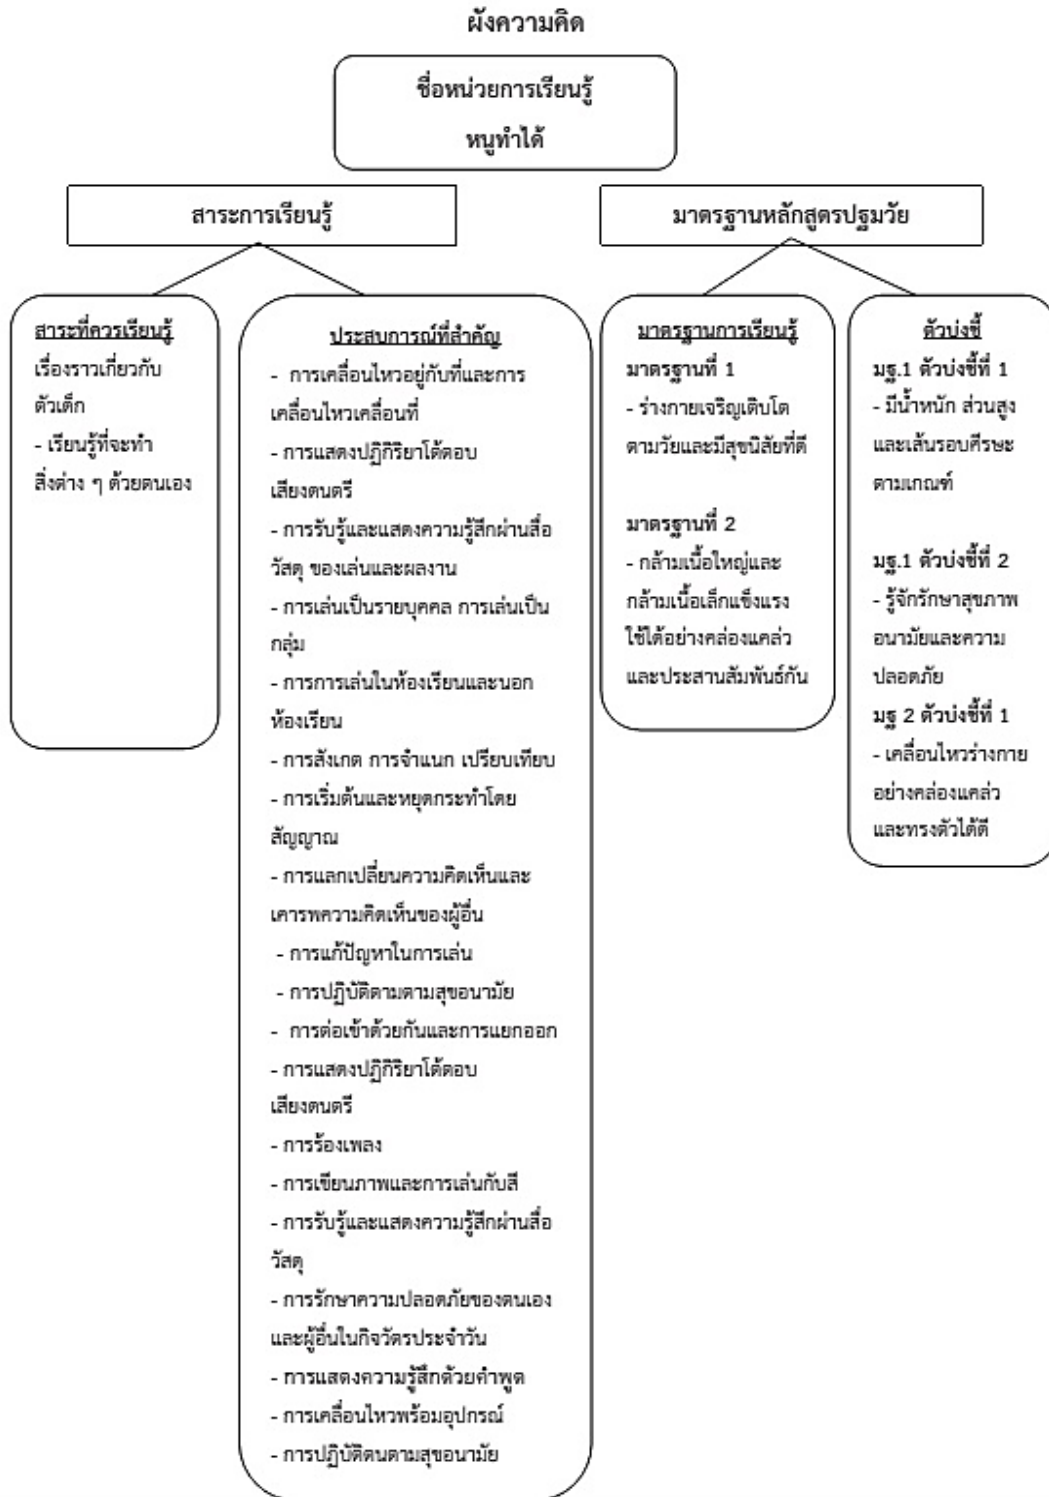 ผังความคิด
ชื่อหน่วยการเรียนรู้
หนูทำได้
สาระการเรียนรู้
มาตรฐานหลักสูตรปฐมวัย
สาระที่ควรเรียนรู้
เรื่องราวเกี่ยวกับ
ตัวเด็ก
- เรียนรู้ที่จะทำ
สิ่งต่าง ๆ ด้วยตนเอง
ประสบการณ์ที่สำคัญ
- การเคลื่อนไหวอยู่กับที่และการ
เคลื่อนไหวเคลื่อนที่
- การแสดงปฏิกิริยาโต้ตอบ
เสียงดนตรี
- การรับรู้และแสดงความรู้สึกผ่านสื่อ
วัสดุ ของเล่นและผลงาน
- การเล่นเป็นรายบุคคล การเล่นเป็น
กลุ่ม
- การการเล่นในห้องเรียนและนอก
ห้องเรียน
- การสังเกต การจำแนก เปรียบเทียบ
- การเริ่มต้นและหยุดกระทำโดย
สัญญาณ
- การแลกเปลี่ยนความคิดเห็นและ
เคารพความคิดเห็นของผู้อื่น
- การแก้ปัญหาในการเล่น
- การปฏิบัติตามตามสุขอนามัย
- การต่อเข้าด้วยกันและการแยกออก
- การแสดงปฏิกิริยาโต้ตอบ
เสียงดนตรี
- การร้องเพลง
- การเขียนภาพและการเล่นกับสี
- การรับรู้และแสดงความรู้สึกผ่านสื่อ
วัสดุ
- การรักษาความปลอดภัยของตนเอง
และผู้อื่นในกิจวัตรประจำวัน
- การแสดงความรู้สึกด้วยคำพูด
- การเคลื่อนไหวพร้อมอุปกรณ์
- การปฏิบัติตนตามสุขอนามัย
มาตรฐานการเรียนรู้
มาตรฐานที่ 1
- ร่างกายเจริญเติบโต
ตามวัยและมีสุขนิสัยที่ดี
มาตรฐานที่ 2
- กล้ามเนื้อใหญ่และ
กล้ามเนื้อเล็กแข็งแรง
ใช้ได้อย่างคล่องแคล่ว
และประสานสัมพันธ์กัน
ตัวบ่งชี้
มฐ.1 ตัวบ่งชี้ที่ 1
- มีน้ำหนัก ส่วนสูง
และเส้นรอบศีรษะ
ตามเกณฑ์
มฐ.1 ตัวบ่งชี้ที่ 2
- รู้จักรักษาสุขภาพ
อนามัยและความ
ปลอดภัย
มฐ 2 ตัวบ่งชี้ที่ 1
- เคลื่อนไหวร่างกาย
อย่างคล่องแคล่ว
และทรงตัวได้ดี